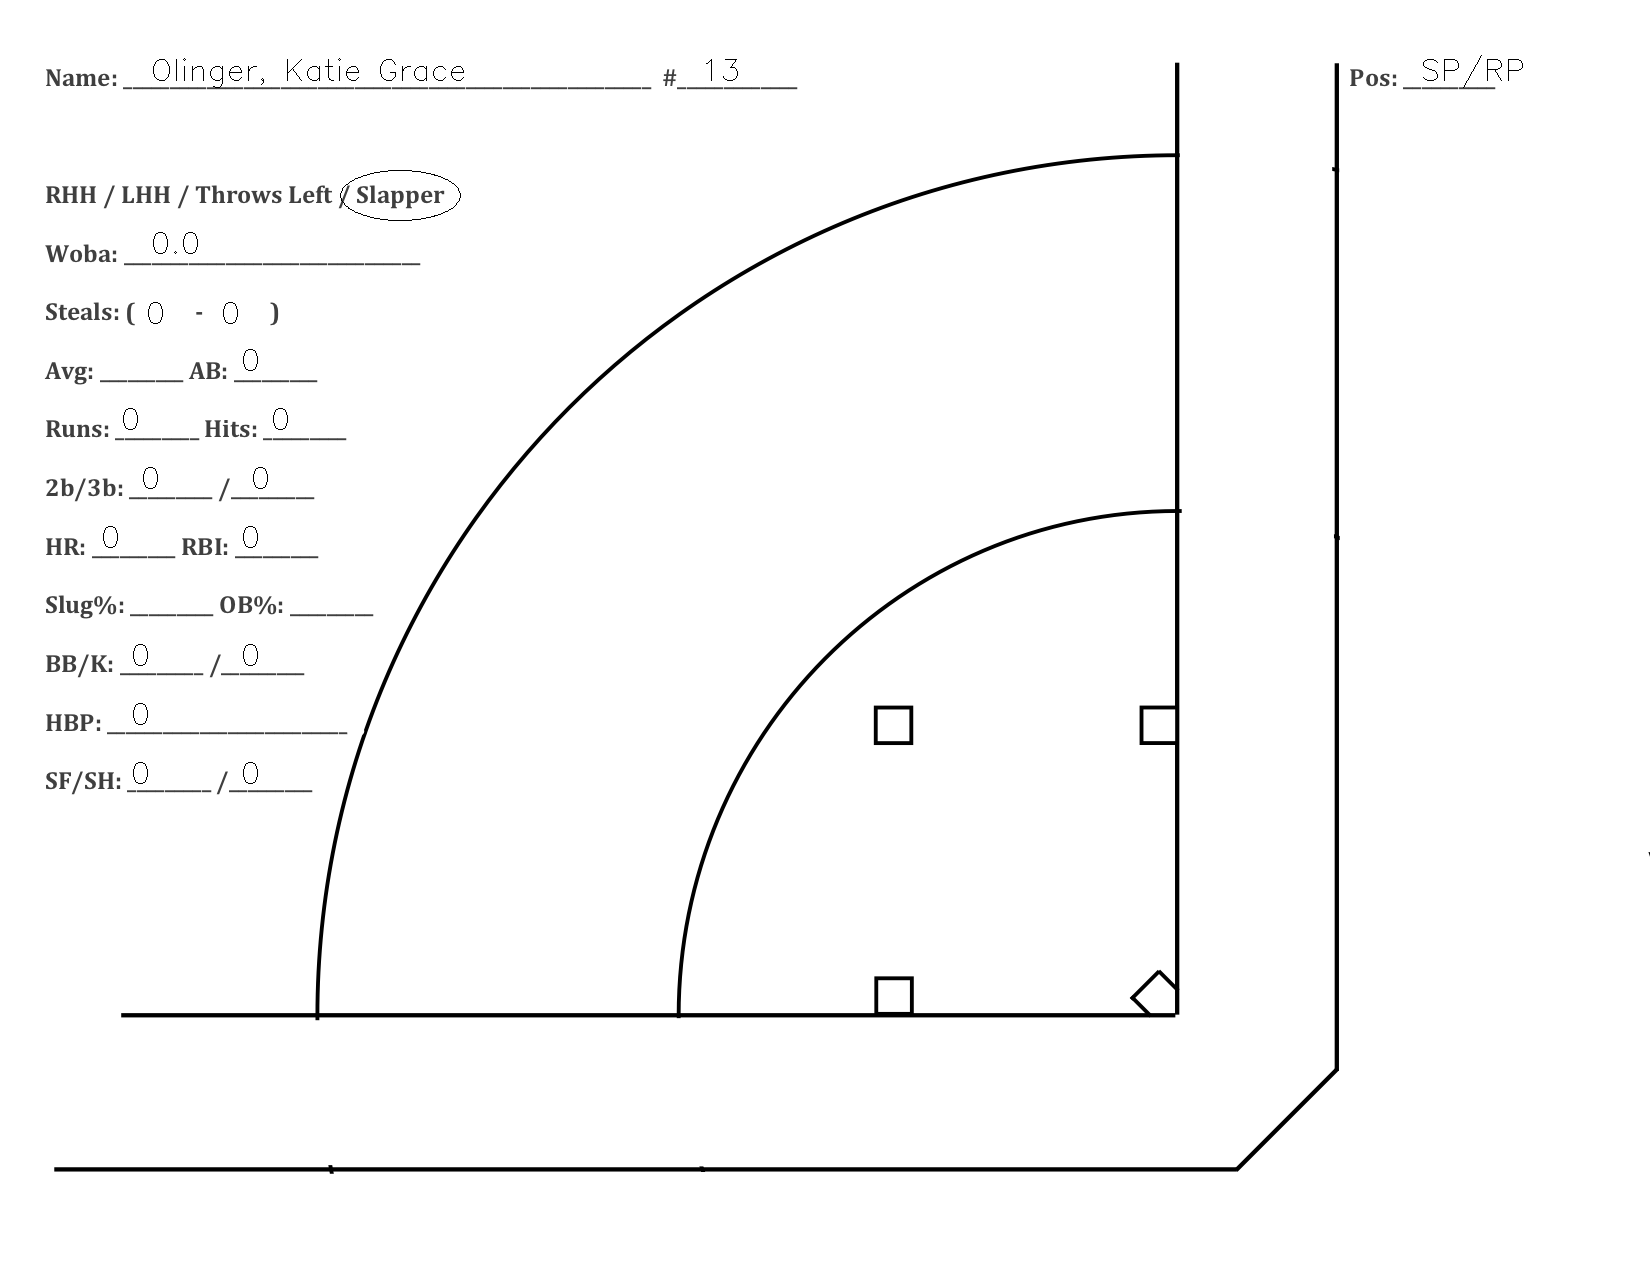 Name: Olinger, Katie Grace # 13 Pos: SP/RP
RHH / LHH / Throws Left / Slapper
Woba: 0.0
Steals: ( 0 - 0 )
Avg: ________ AB: 0
Runs: 0 Hits: 0
2b/3b: 0 / 0
HR: 0 RBI: 0
Slug%: ________ OB%: ________
BB/K: 0 / 0
HBP: 0
SF/SH: 0 / 0